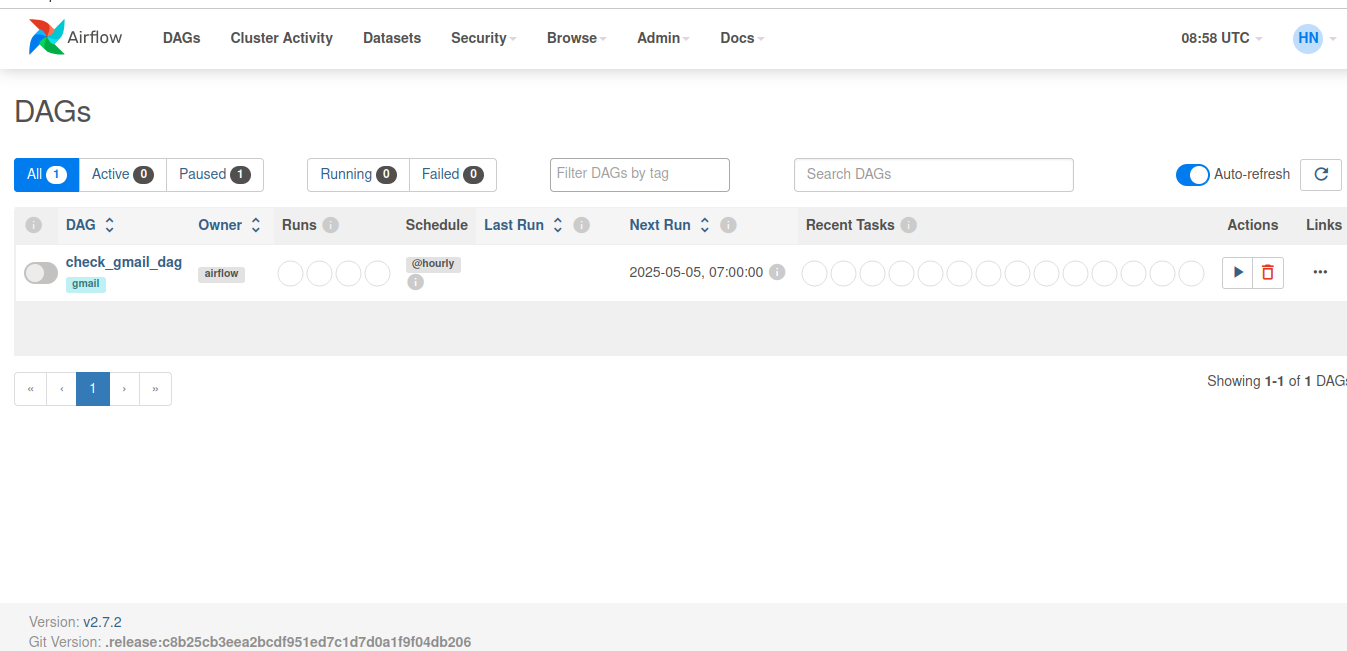 Airflow DAGs Cluster Activity Datasets Security Browse Admin Docs 08:58 UTC HN
DAGs
All 1 Active 0 Paused 1 Running 0 Failed 0 Filter DAGs by tag Search DAGs Auto-refresh
DAG Owner Runs Schedule Last Run Next Run Recent Tasks Actions Links
check_gmail_dag
gmail
airflow
@hourly
2025-05-05, 07:00:00
« ‹ 1 › »
Showing 1-1 of 1 DAGs
Version: v2.7.2
Git Version: .release:c8b25cb3eea2bcdf951ed7c1d7d0a1f9f04db206